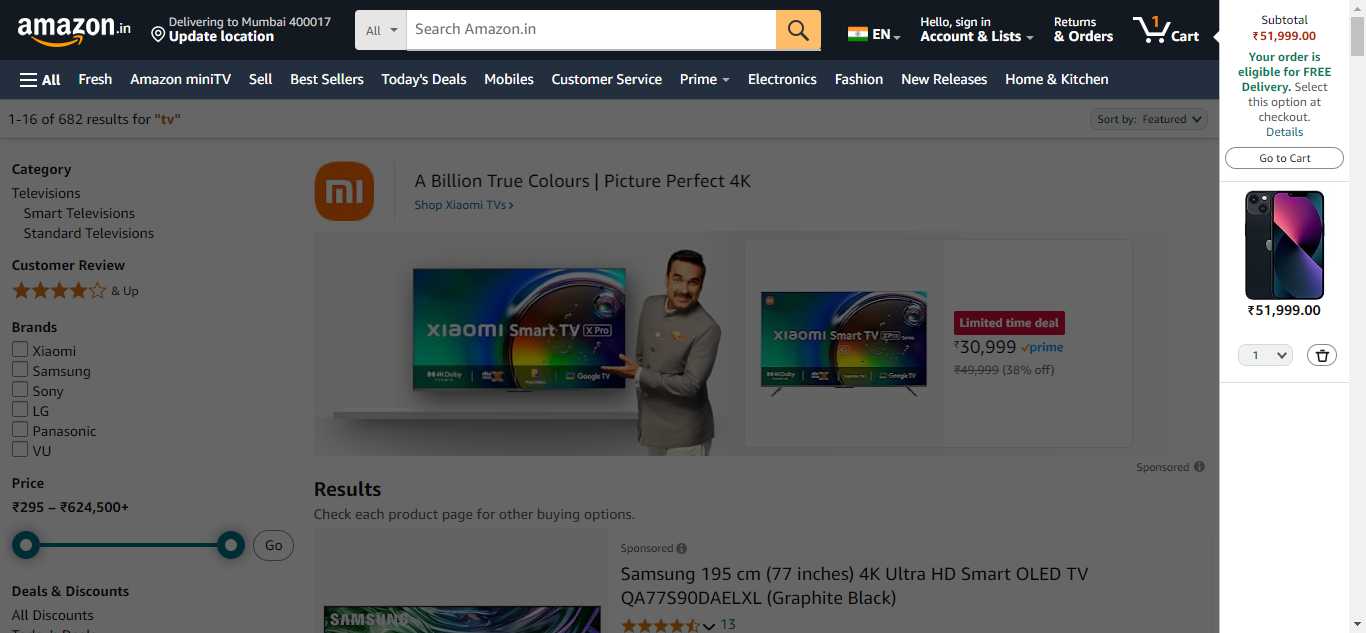 amazon.in
Delivering to Mumbai 400017
Update location
All
Search Amazon.in
EN
Hello, sign in
Account & Lists
Returns
& Orders
1
Cart
All
Fresh
Amazon miniTV
Sell
Best Sellers
Today's Deals
Mobiles
Customer Service
Prime
Electronics
Fashion
New Releases
Home & Kitchen
1-16 of 682 results for "tv"
Sort by: Featured
Category
Televisions
Smart Televisions
Standard Televisions
Customer Review
& Up
Brands
Xiaomi
Samsung
Sony
LG
Panasonic
VU
Price
₹295 – ₹624,500+
Go
Deals & Discounts
All Discounts
mi
A Billion True Colours | Picture Perfect 4K
Shop Xiaomi TVs ›
XIAOMI Smart TV X Pro
4K Dolby
Google TV
XIAOMI Smart TV
Google TV
Limited time deal
₹30,999 prime
₹49,999 (38% off)
Sponsored
Results
Check each product page for other buying options.
SAMSUNG
Sponsored
Samsung 195 cm (77 inches) 4K Ultra HD Smart OLED TV
QA77S90DAELXL (Graphite Black)
13
Subtotal
₹51,999.00
Your order is
eligible for FREE
Delivery. Select
this option at
checkout.
Details
Go to Cart
₹51,999.00
1